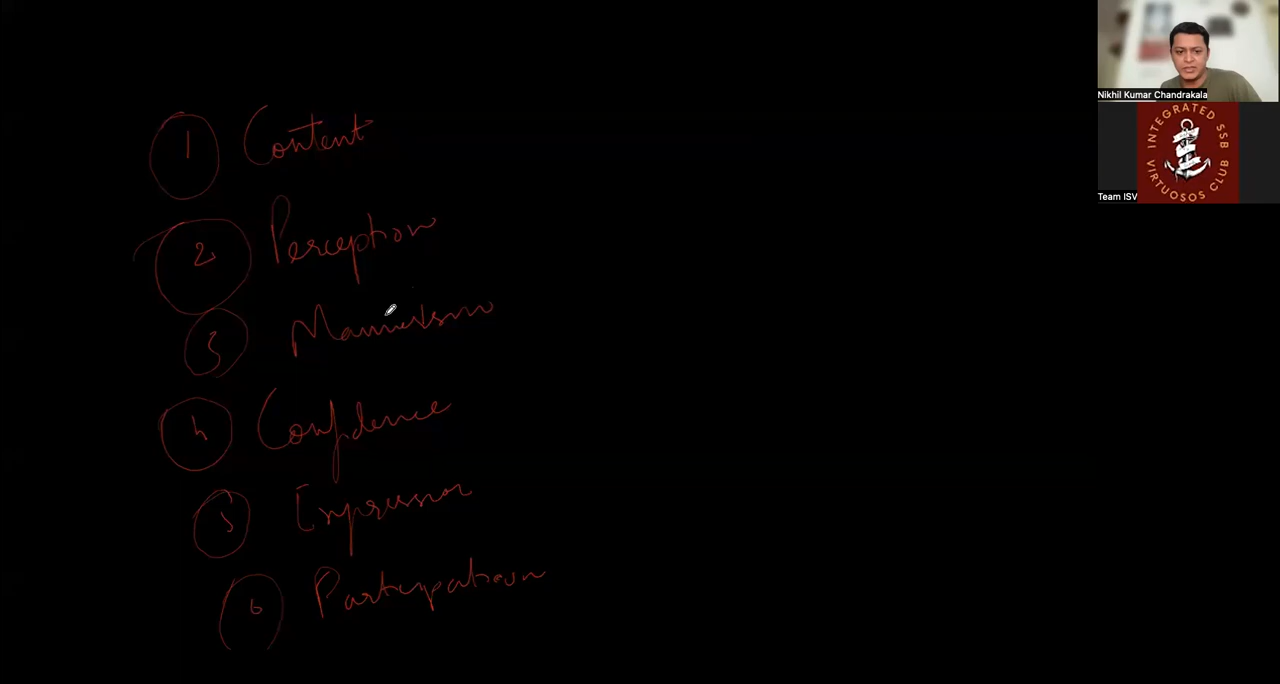 1 Content
2 Perception
3 Mannerism
4 Confidence
5 Expression
6 Participation
Nikhil Kumar Chandrakala
INTEGRATED SSB
VIRTUOSOS CLUB
Team ISV